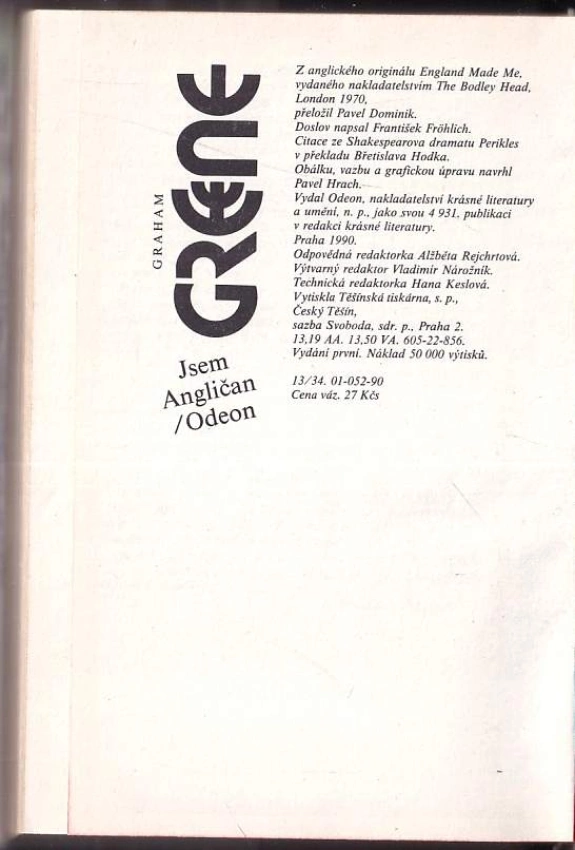 GRAHAM
GREENE
Jsem
Angličan
/Odeon
Z anglického originálu England Made Me,
vydaného nakladatelstvím The Bodley Head,
London 1970,
přeložil Pavel Dominik.
Doslov napsal František Fröhlich.
Citace ze Shakespearova dramatu Perikles
v překladu Břetislava Hodka.
Obálku, vazbu a grafickou úpravu navrhl
Pavel Hrach.
Vydal Odeon, nakladatelství krásné literatury
a umění, n. p., jako svou 4 931. publikaci
v redakci krásné literatury.
Praha 1990.
Odpovědná redaktorka Alžběta Rejchrtová.
Výtvarný redaktor Vladimír Nárožník.
Technická redaktorka Hana Keslová.
Vytiskla Těšínská tiskárna, s. p.,
Český Těšín,
sazba Svoboda, sdr. p., Praha 2.
13,19 AA. 13,50 VA. 605-22-856.
Vydání první. Náklad 50 000 výtisků.
13/34. 01-052-90
Cena váz. 27 Kčs